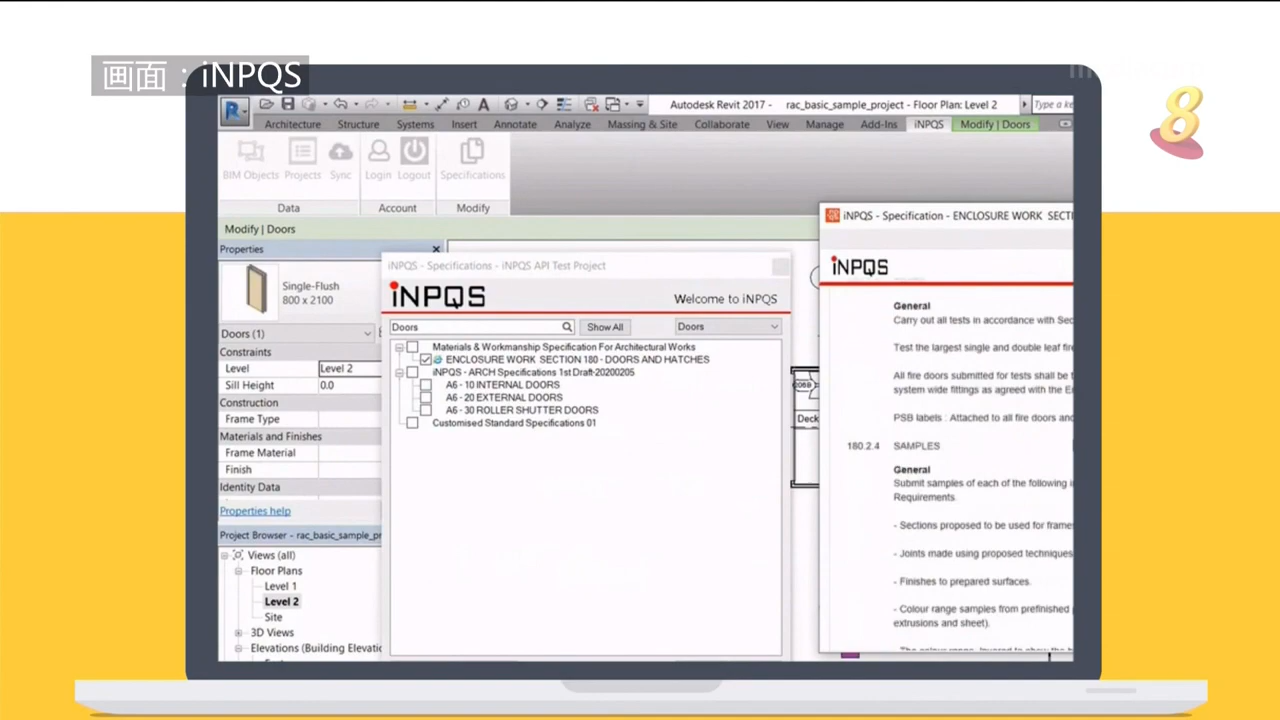 画面：iNPQS
8
Autodesk Revit 2017 - rac_basic_sample_project - Floor Plan: Level 2
Type a ke
Architecture Structure Systems Insert Annotate Analyze Massing & Site Collaborate View Manage Add-Ins iNPQS Modify | Doors
BIM Objects Projects Sync Login Logout Specifications
Data Account Modify
Modify | Doors
Properties
Single-Flush
800 x 2100
Doors (1)
Constraints
Level Level 2
Sill Height 0.0
Construction
Frame Type
Materials and Finishes
Frame Material
Finish
Identity Data
Properties help
Project Browser - rac_basic_sample_pr
Views (all)
Floor Plans
Level 1
Level 2
Site
3D Views
Elevations (Building Elevatio
iNPQS - Specifications - iNPQS API Test Project
iNPQS
Welcome to iNPQS
Doors Show All Doors
Materials & Workmanship Specification For Architectural Works
ENCLOSURE WORK SECTION 180 - DOORS AND HATCHES
iNPQS - ARCH Specifications 1st Draft-20200205
A6 - 10 INTERNAL DOORS
A6 - 20 EXTERNAL DOORS
A6 - 30 ROLLER SHUTTER DOORS
Customised Standard Specifications 01
Deck
iNPQS - Specification - ENCLOSURE WORK SECTI
iNPQS
General
Carry out all tests in accordance with Sec
Test the largest single and double leaf fire
All fire doors submitted for tests shall be t
system wide fittings as agreed with the E
PSB labels : Attached to all fire doors and
180.2.4 SAMPLES
General
Submit samples of each of the following i
Requirements
- Sections proposed to be used for frame
- Joints made using proposed techniques
- Finishes to prepared surfaces.
- Colour range samples from prefinished
extrusions and sheet).